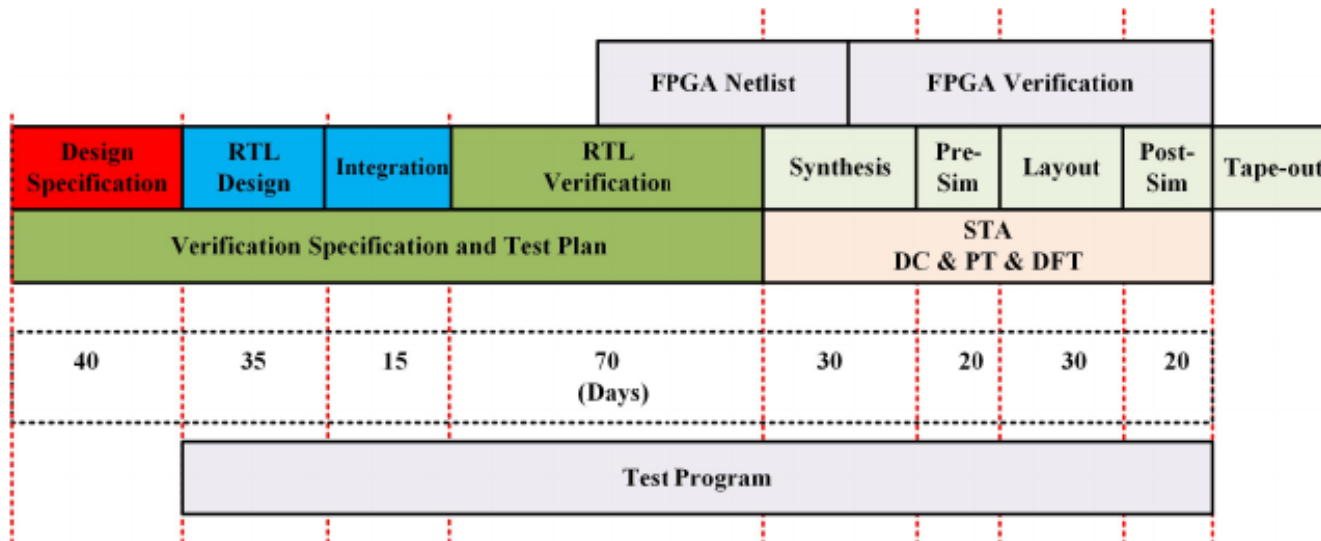 FPGA Netlist
FPGA Verification
Design
Specification
RTL
Design
Integration
RTL
Verification
Synthesis
Pre-
Sim
Layout
Post-
Sim
Tape-out
Verification Specification and Test Plan
STA
DC & PT & DFT
40
35
15
70
(Days)
30
20
30
20
Test Program